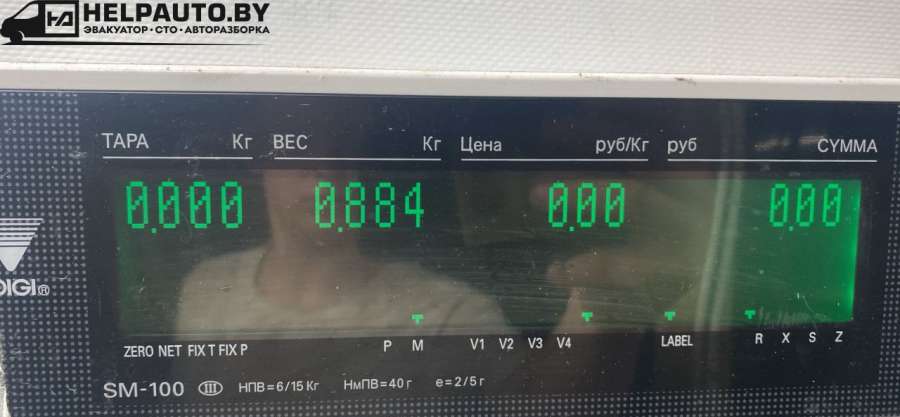 HELPAUTO.BY
ЭВАКУАТОР · СТО · АВТОРАЗБОРКА
ТАРА Кг ВЕС Кг Цена руб/Кг руб СУММА
0.000 0.884 0.00 0.00
DIGI®
ZERO NET FIX T FIX P P M V1 V2 V3 V4 LABEL R X S Z
SM-100 III НПВ=6/15 Кг НмПВ=40 г e=2/5 г